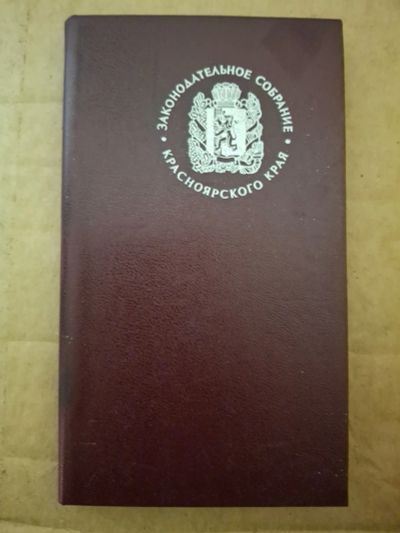 ЗАКОНОДАТЕЛЬНОЕ СОБРАНИЕ
КРАСНОЯРСКОГО КРАЯ